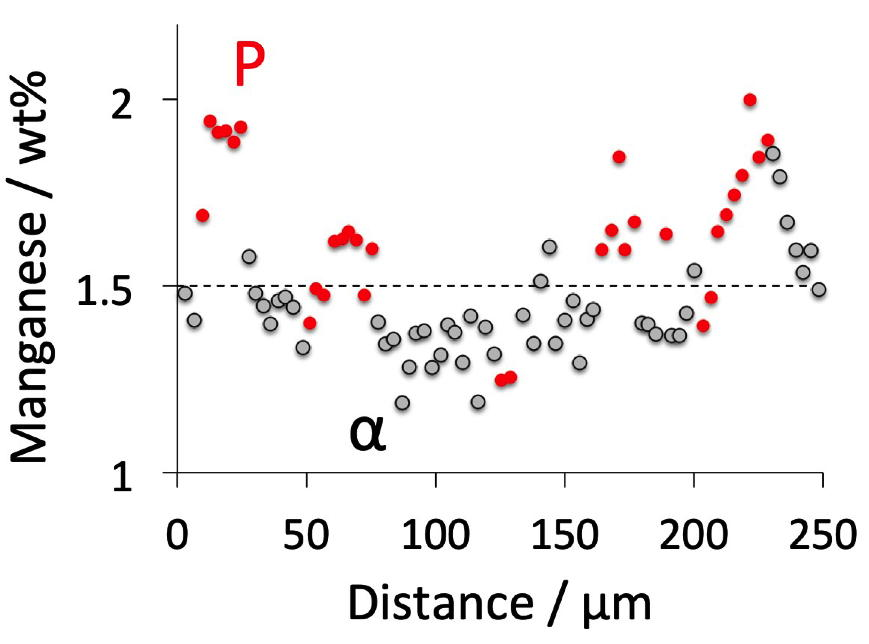 P
2
1.5
1
α
Manganese / wt%
0 50 100 150 200 250
Distance / μm